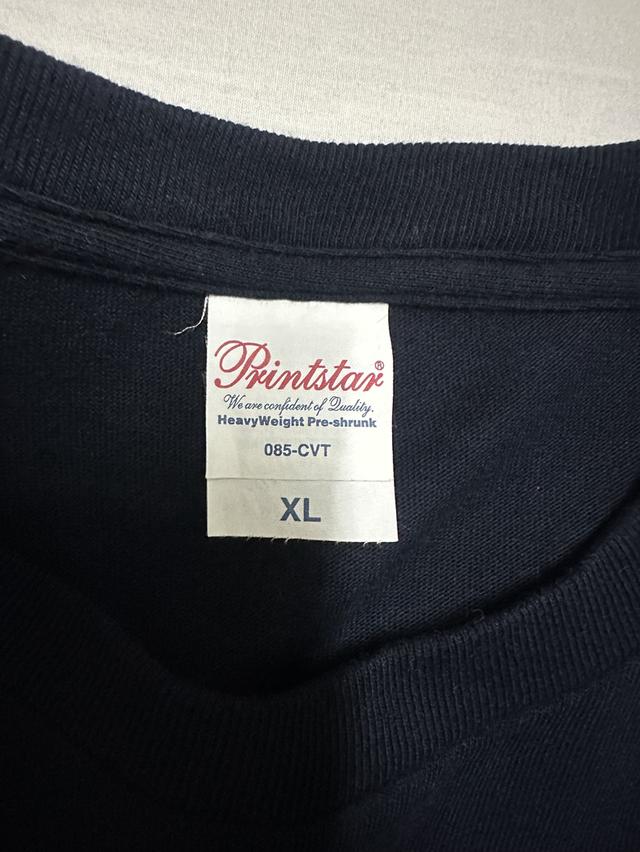 Printstar®
We are confident of Quality.
HeavyWeight Pre-shrunk
085-CVT
XL